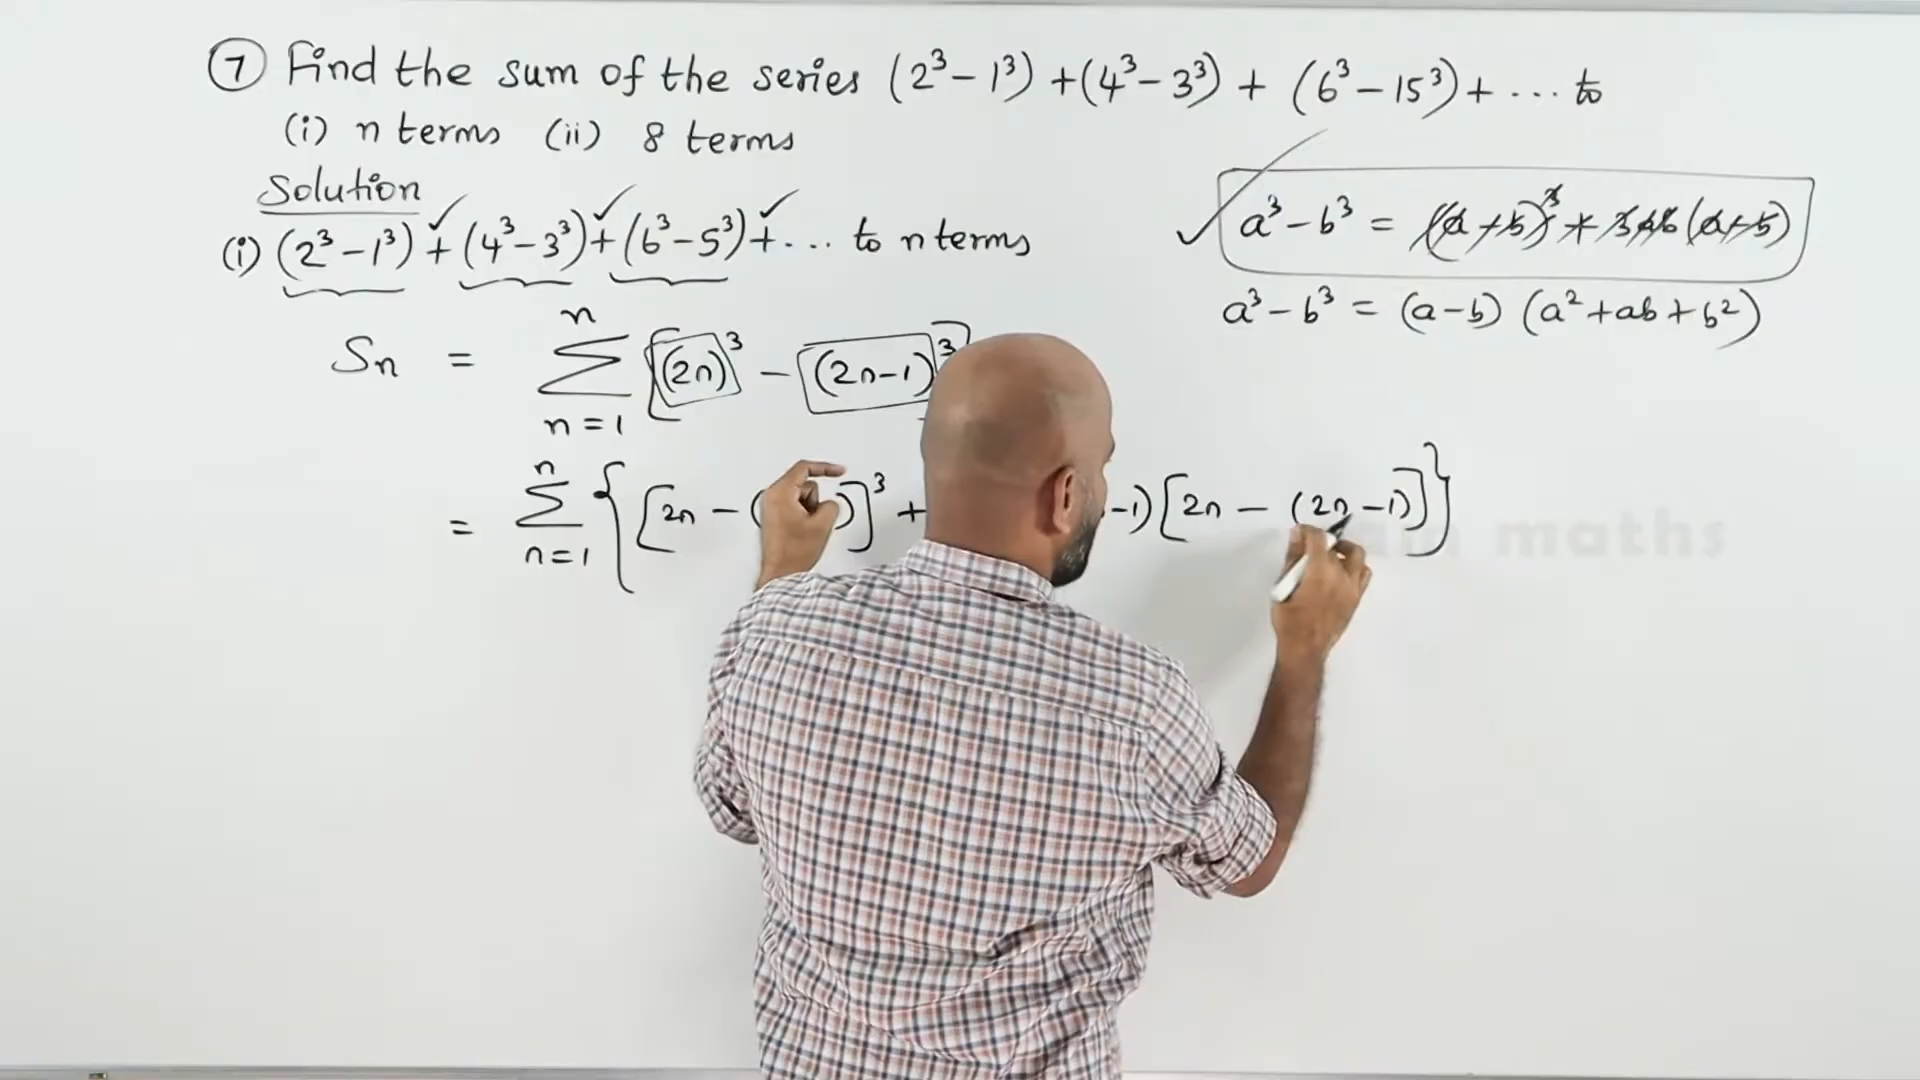 ⑦ Find the sum of the series (2³ – 1³) + (4³ – 3³) + (6³ – 15³) + ... to
(i) n terms (ii) 8 terms
Solution
(i) (2³ – 1³) + (4³ – 3³) + (6³ – 5³) + ... to n terms
a³ – b³ = (a + b)³ + 3ab (a + b)
a³ – b³ = (a – b) (a² + ab + b²)
Sn = n Σ n = 1 [(2n)³ – (2n – 1)³]
= n Σ n = 1 { [2n – ( )]³ + –1) [2n – (2n – 1)] }
maths